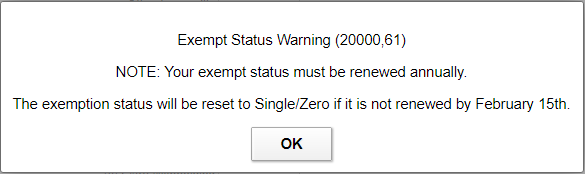 Exempt Status Warning (20000,61)
NOTE: Your exempt status must be renewed annually.
The exemption status will be reset to Single/Zero if it is not renewed by February 15th.
OK